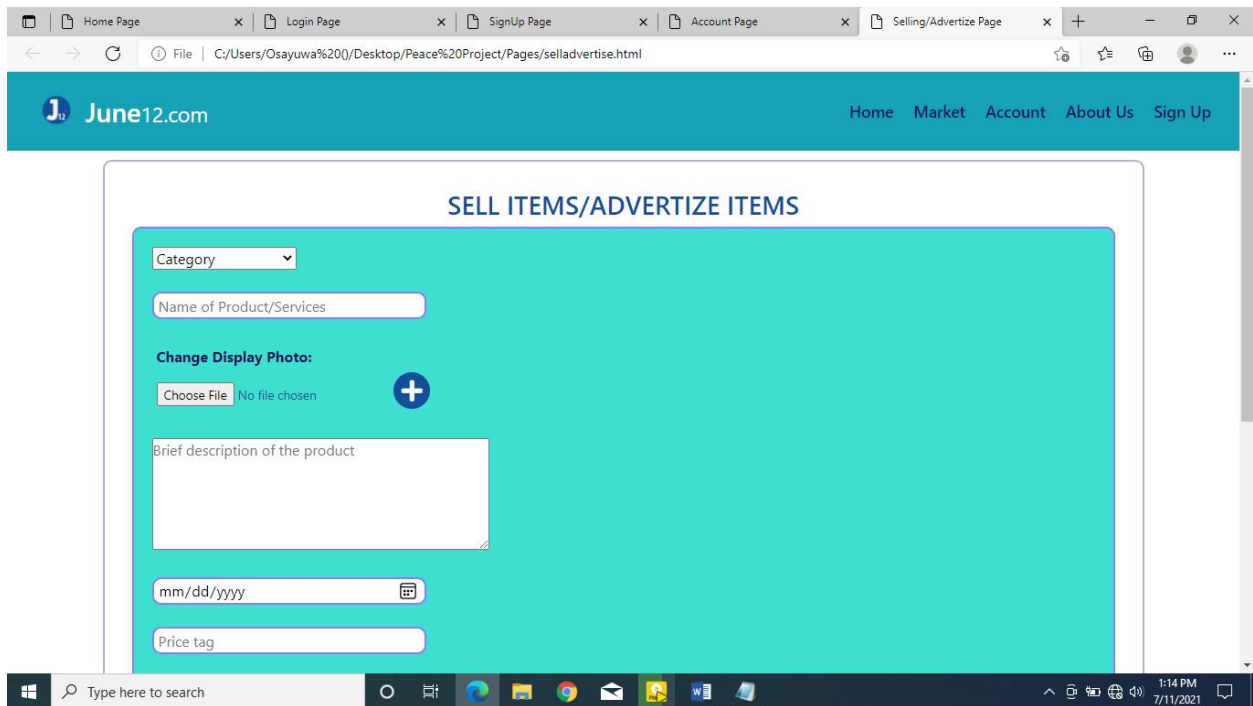 Home Page
Login Page
SignUp Page
Account Page
Selling/Advertize Page
File
C:/Users/Osayuwa%20()/Desktop/Peace%20Project/Pages/selladvertise.html
J12 June12.com
Home Market Account About Us Sign Up
SELL ITEMS/ADVERTIZE ITEMS
Category
Name of Product/Services
Change Display Photo:
Choose File No file chosen
Brief description of the product
mm/dd/yyyy
Price tag
Type here to search
1:14 PM
7/11/2021